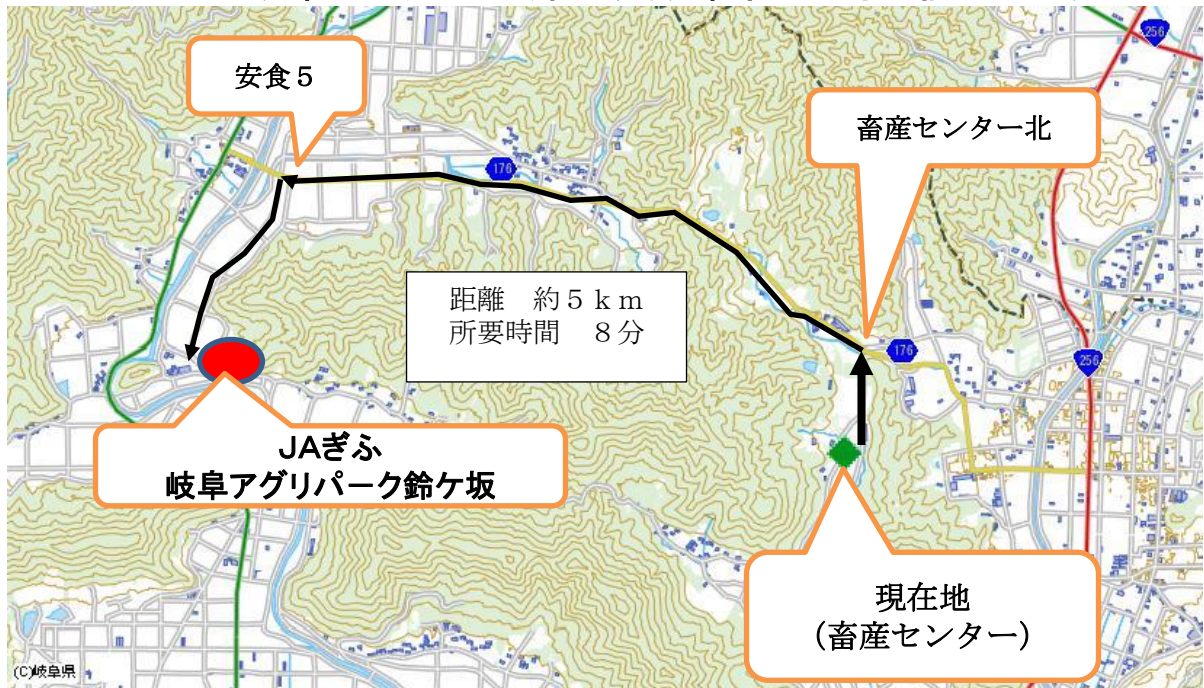 安食５
256
畜産センター北
176
距離　約５ｋｍ
所要時間　８分
176
256
JAぎふ
岐阜アグリパーク鈴ケ坂
現在地
(畜産センター)
(C)岐阜県